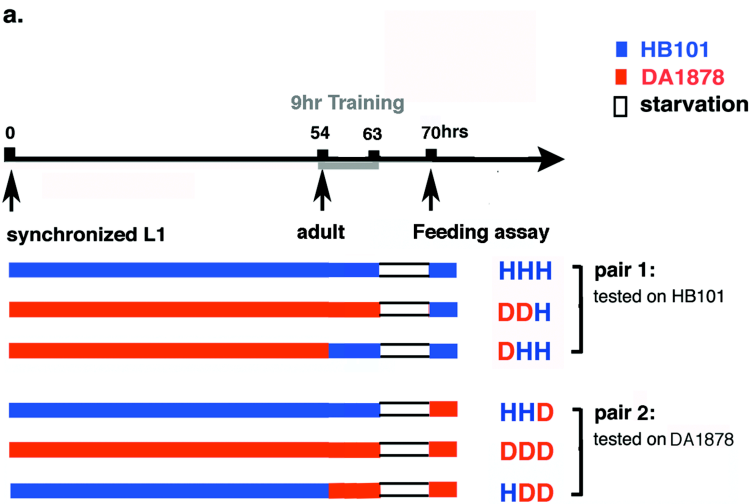 a.
HB101
DA1878
starvation
9hr Training
0
54
63
70hrs
synchronized L1
adult
Feeding assay
HHH
DDH
DHH
pair 1:
tested on HB101
HHD
DDD
HDD
pair 2:
tested on DA1878